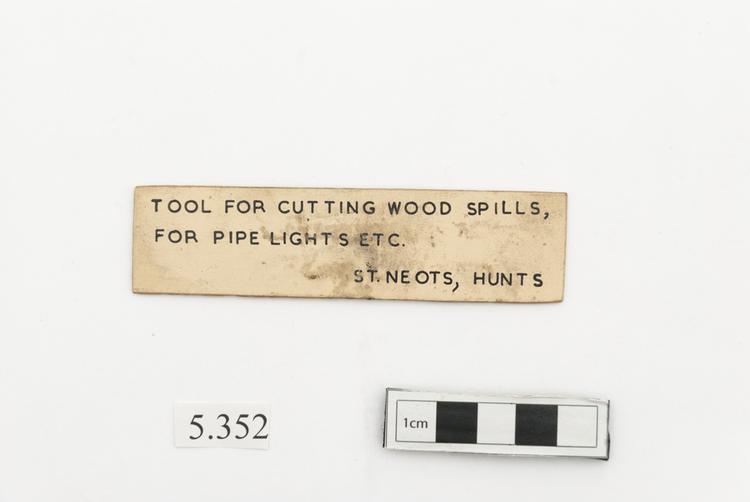 TOOL FOR CUTTING WOOD SPILLS,
FOR PIPE LIGHTS ETC.
ST. NEOTS, HUNTS
5.352
1cm